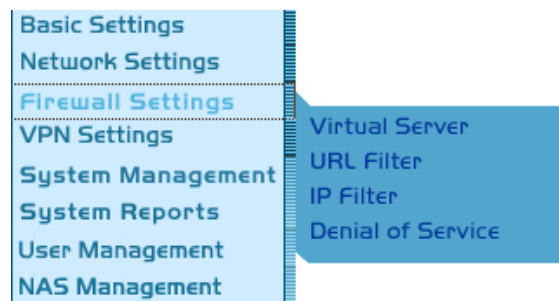 Basic Settings
Network Settings
Firewall Settings
VPN Settings
System Management
System Reports
User Management
NAS Management
Virtual Server
URL Filter
IP Filter
Denial of Service